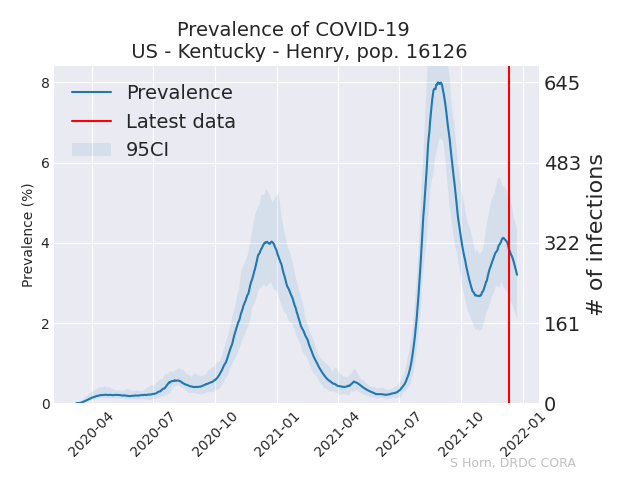 Prevalence of COVID-19
US - Kentucky - Henry, pop. 16126
Prevalence
Latest data
95CI
Prevalence (%)
8
6
4
2
0
645
483
322
161
0
# of infections
2020-04
2020-07
2020-10
2021-01
2021-04
2021-07
2021-10
2022-01
S Horn, DRDC CORA